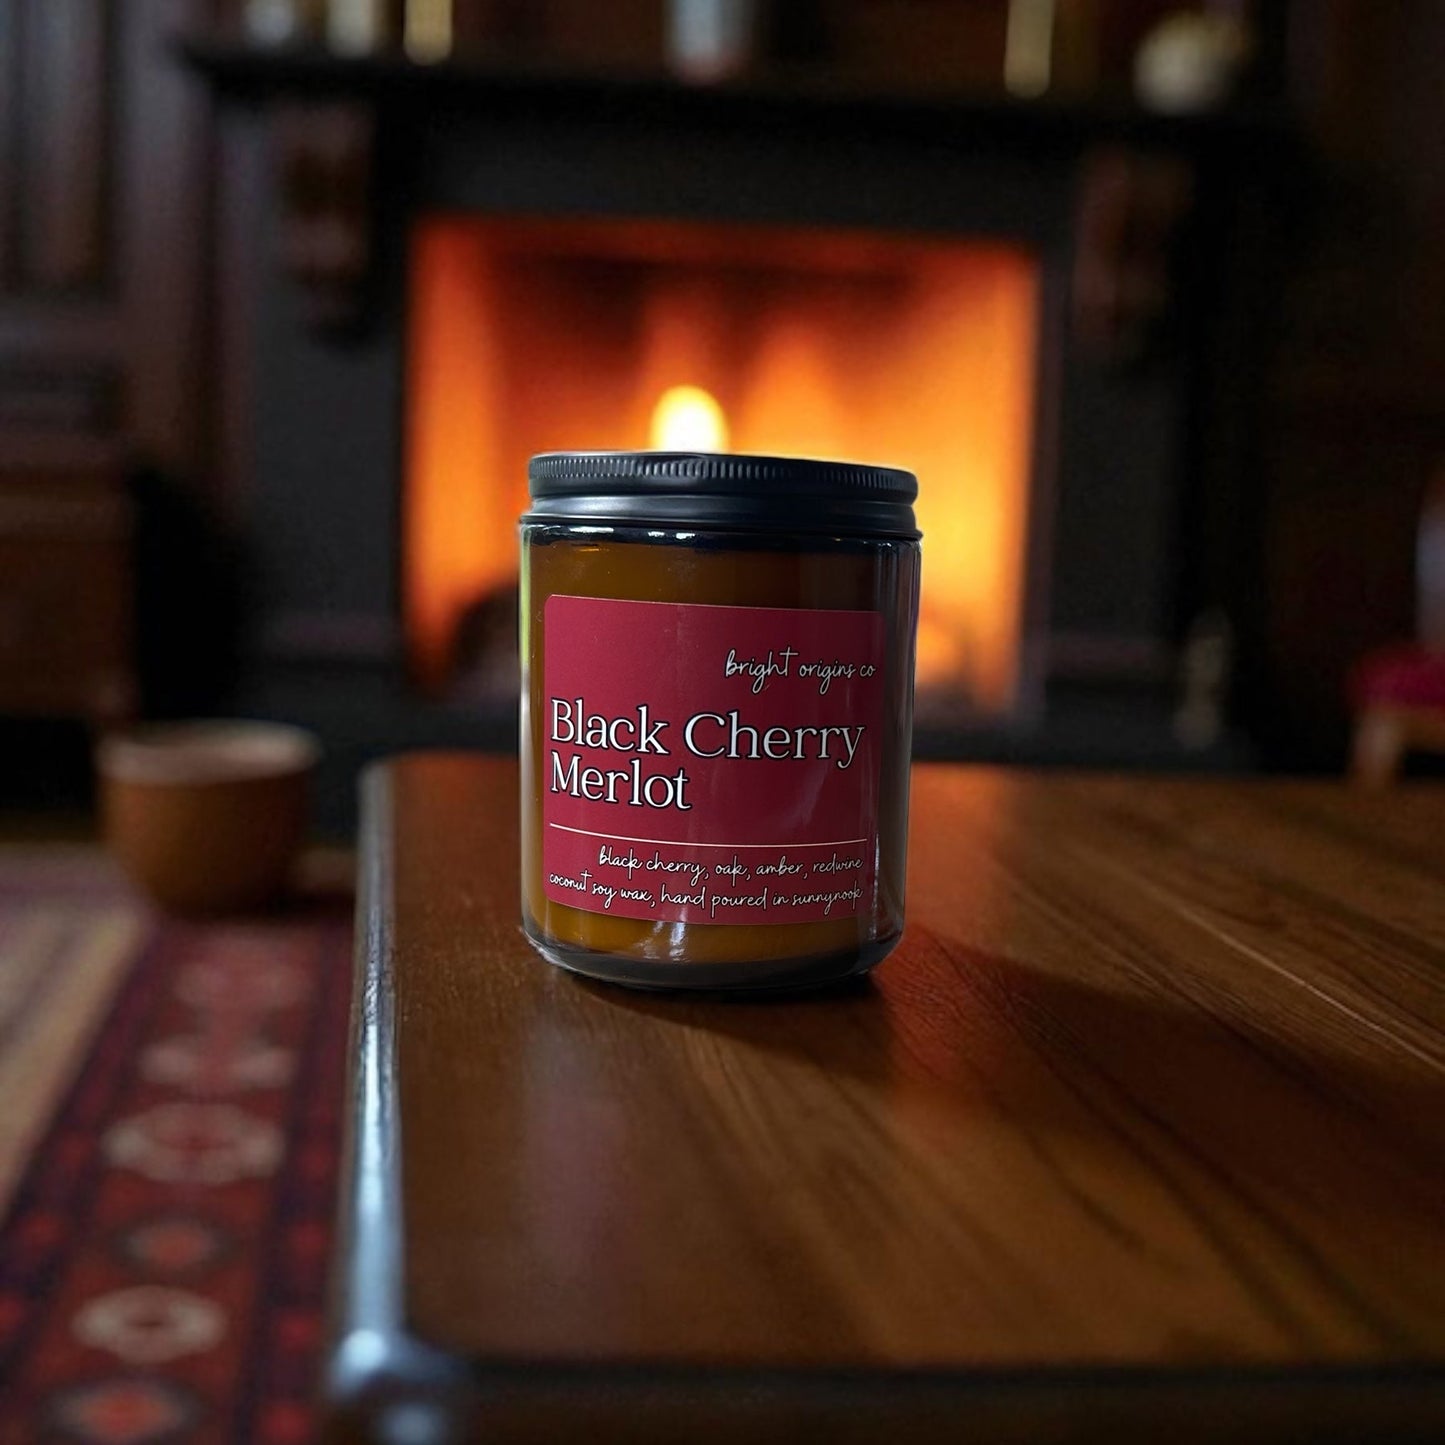 bright origins co
Black Cherry
Merlot
black cherry, oak, amber, redwine
coconut soy wax, hand poured in sunnynook